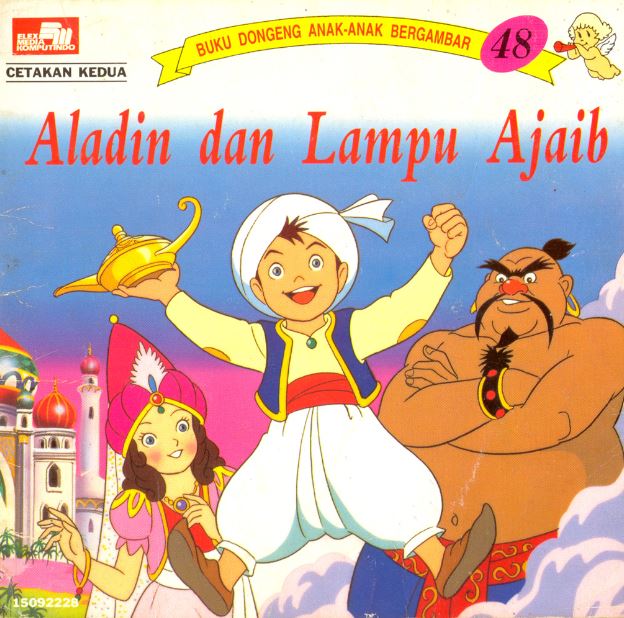 ELEX
MEDIA
KOMPUTINDO
CETAKAN KEDUA
BUKU DONGENG ANAK-ANAK BERGAMBAR
48
Aladin dan Lampu Ajaib
15092228